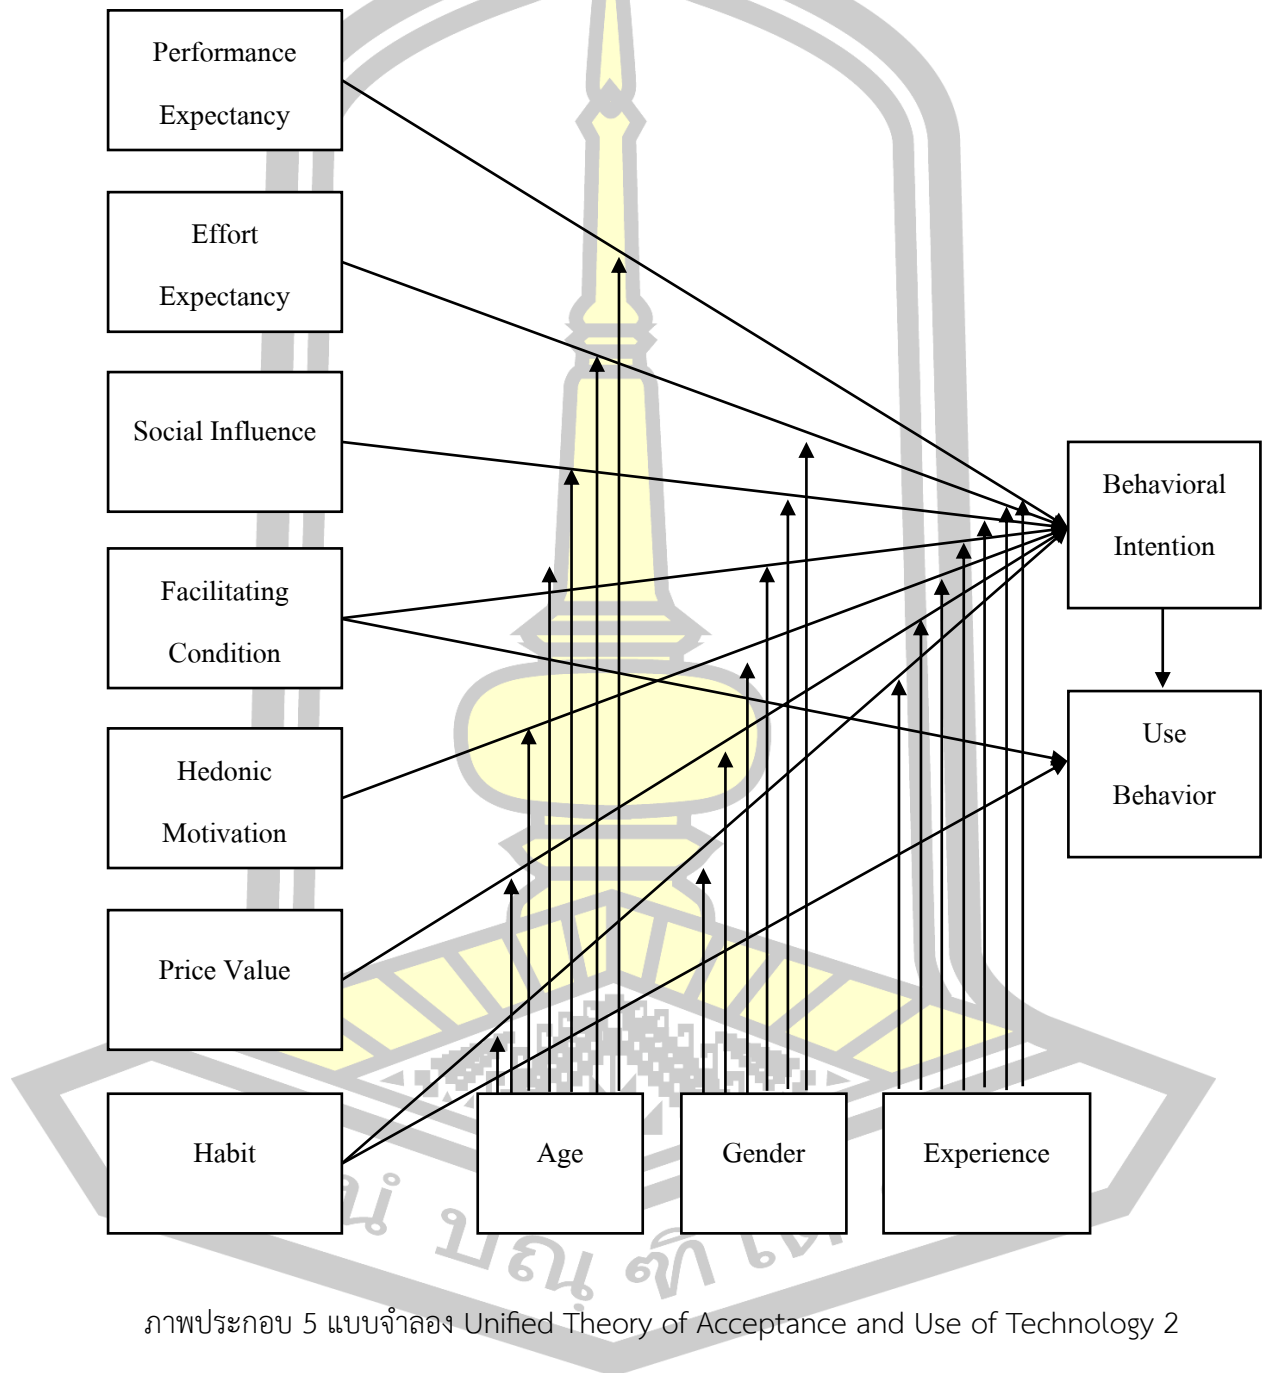 Performance
Expectancy
Effort
Expectancy
Social Influence
Facilitating
Condition
Hedonic
Motivation
Price Value
Habit
Age
Gender
Experience
Behavioral
Intention
Use
Behavior
ภาพประกอบ 5 แบบจำลอง Unified Theory of Acceptance and Use of Technology 2